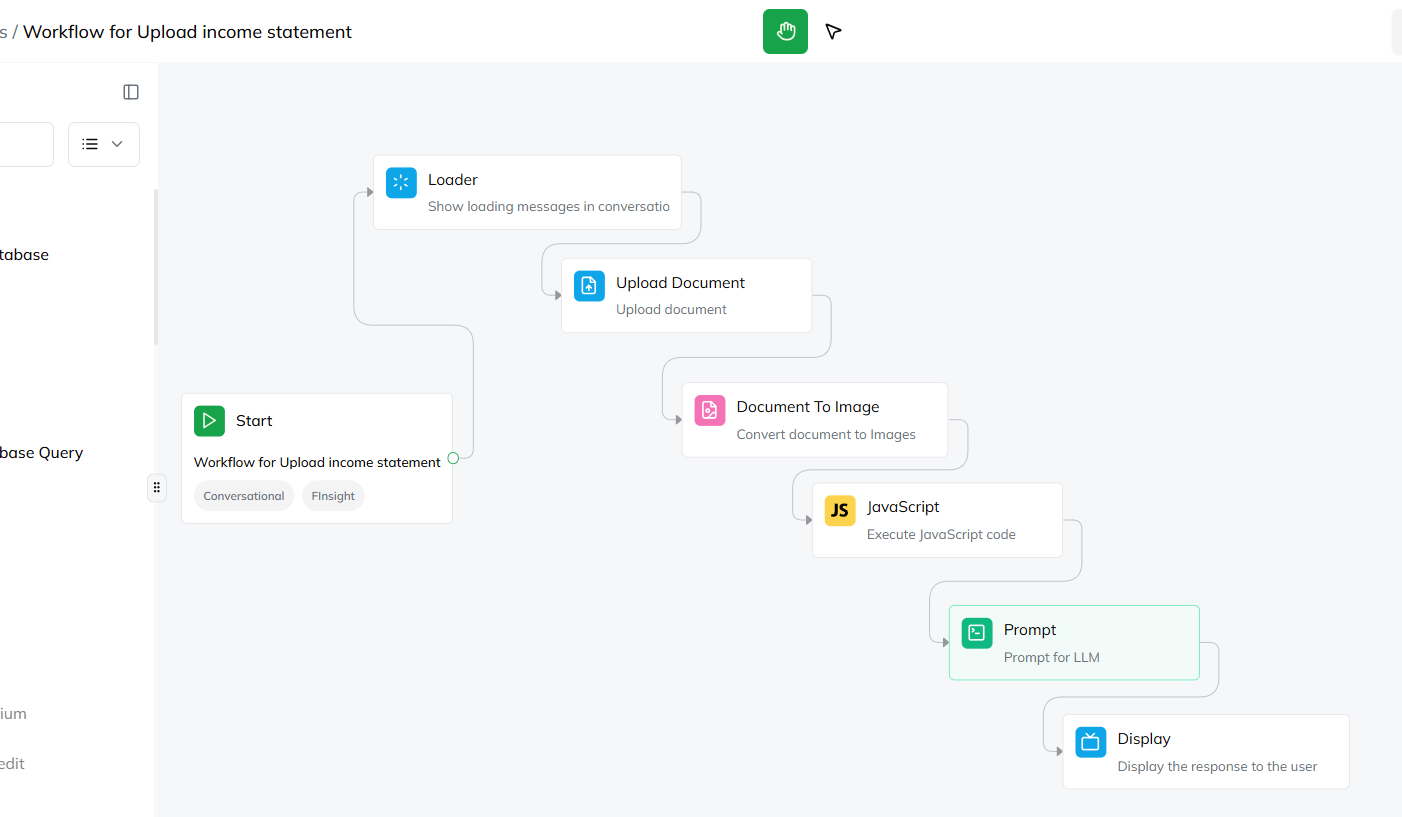 s / Workflow for Upload income statement
Loader
Show loading messages in conversatio
tabase
Upload Document
Upload document
Document To Image
Convert document to Images
Start
base Query
Workflow for Upload income statement
Conversational
FInsight
JS
JavaScript
Execute JavaScript code
Prompt
Prompt for LLM
ium
Display
edit
Display the response to the user